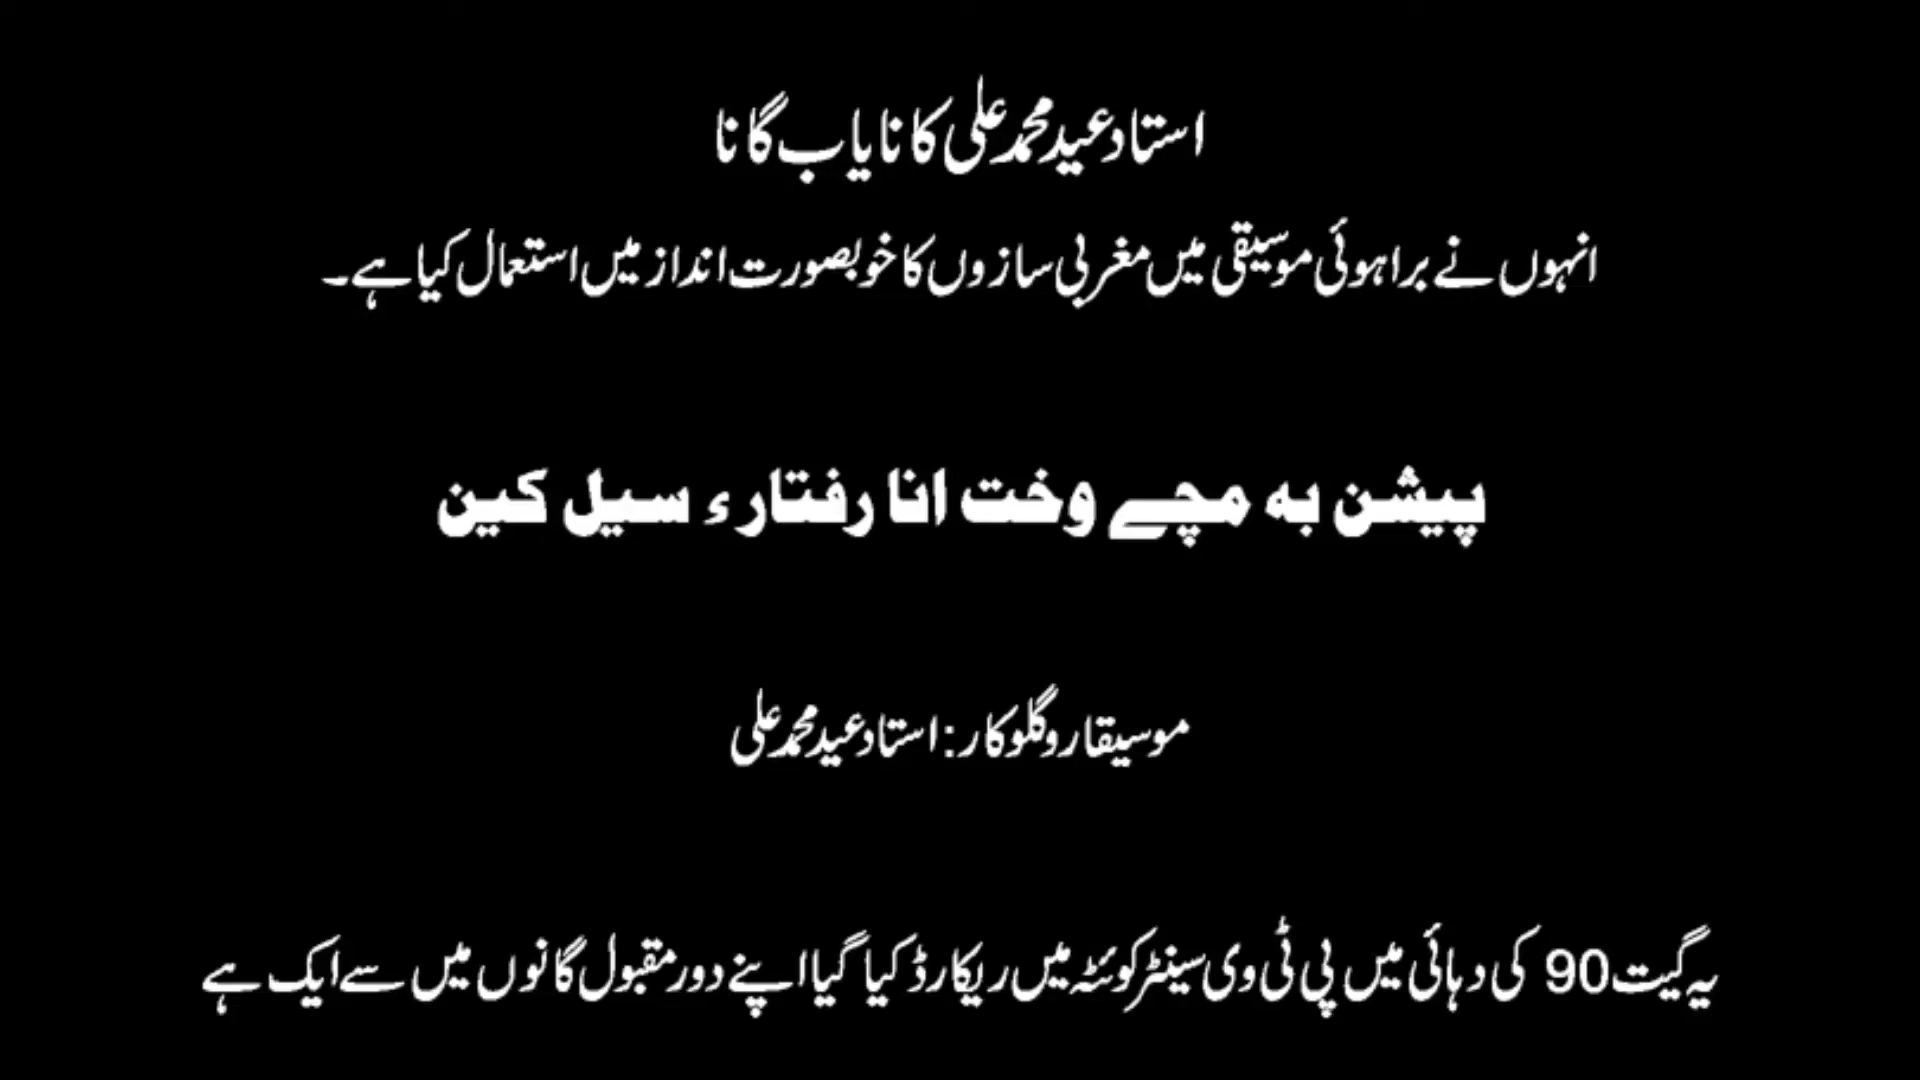 استاد عید محمد علی کا نایاب گانا
انہوں نے براہوئی موسیقی میں مغربی سازوں کا خوبصورت انداز میں استعمال کیا ہے۔
پیشن بہ مچے وخت انا رفتارء سیل کین
موسیقار و گلوکار: استاد عید محمد علی
یہ گیت 90 کی دہائی میں پی ٹی وی سینٹر کوئٹہ میں ریکارڈ کیا گیا اپنے دور مقبول گانوں میں سے ایک ہے